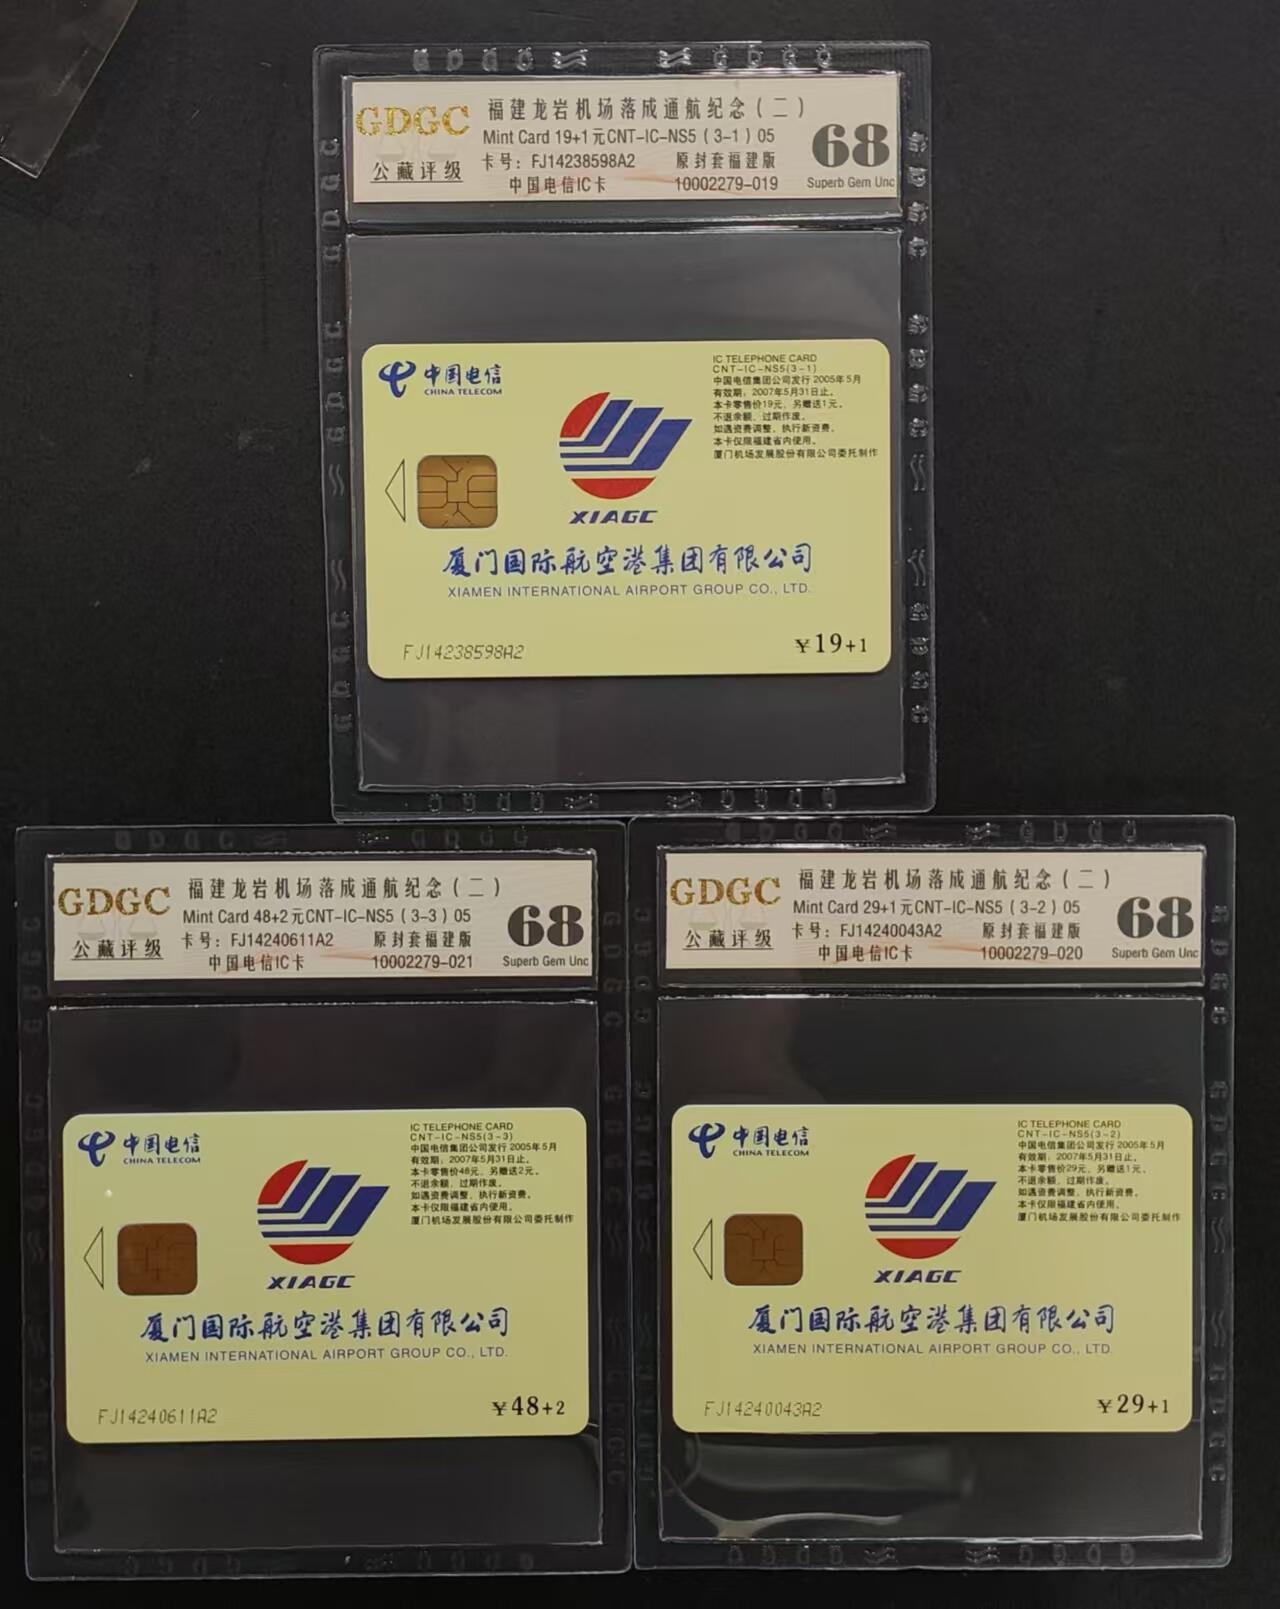 GDGC
公藏评级
福建龙岩机场落成通航纪念(二)
Mint Card 19+1元CNT-IC-NS5(3-1)05
卡号：FJ14238598A2 原封套福建版
中国电信IC卡 10002279-019
68
Superb Gem Unc
中国电信
CHINA TELECOM
IC TELEPHONE CARD
CNT-IC-NS5(3-1)
中国电信集团公司发行 2005年5月
有效期：2007年5月31日止。
本卡零售价19元，另赠送1元。
不退余额，过期作废。
如遇资费调整，执行新资费。
本卡仅限福建省内使用。
厦门机场发展股份有限公司委托制作
XIAGC
厦门国际航空港集团有限公司
XIAMEN INTERNATIONAL AIRPORT GROUP CO., LTD.
FJ14238598A2
¥19+1
GDGC
公藏评级
福建龙岩机场落成通航纪念(二)
Mint Card 48+2元CNT-IC-NS5(3-3)05
卡号：FJ14240611A2 原封套福建版
中国电信IC卡 10002279-021
68
Superb Gem Unc
中国电信
CHINA TELECOM
IC TELEPHONE CARD
CNT-IC-NS5(3-3)
中国电信集团公司发行 2005年5月
有效期：2007年5月31日止。
本卡零售价48元，另赠送2元。
不退余额，过期作废。
如遇资费调整，执行新资费。
本卡仅限福建省内使用。
厦门机场发展股份有限公司委托制作
XIAGC
厦门国际航空港集团有限公司
XIAMEN INTERNATIONAL AIRPORT GROUP CO., LTD.
FJ14240611A2
¥48+2
GDGC
公藏评级
福建龙岩机场落成通航纪念(二)
Mint Card 29+1元CNT-IC-NS5(3-2)05
卡号：FJ14240043A2 原封套福建版
中国电信IC卡 10002279-020
68
Superb Gem Unc
中国电信
CHINA TELECOM
IC TELEPHONE CARD
CNT-IC-NS5(3-2)
中国电信集团公司发行 2005年5月
有效期：2007年5月31日止。
本卡零售价29元，另赠送1元。
不退余额，过期作废。
如遇资费调整，执行新资费。
本卡仅限福建省内使用。
厦门机场发展股份有限公司委托制作
XIAGC
厦门国际航空港集团有限公司
XIAMEN INTERNATIONAL AIRPORT GROUP CO., LTD.
FJ14240043A2
¥29+1